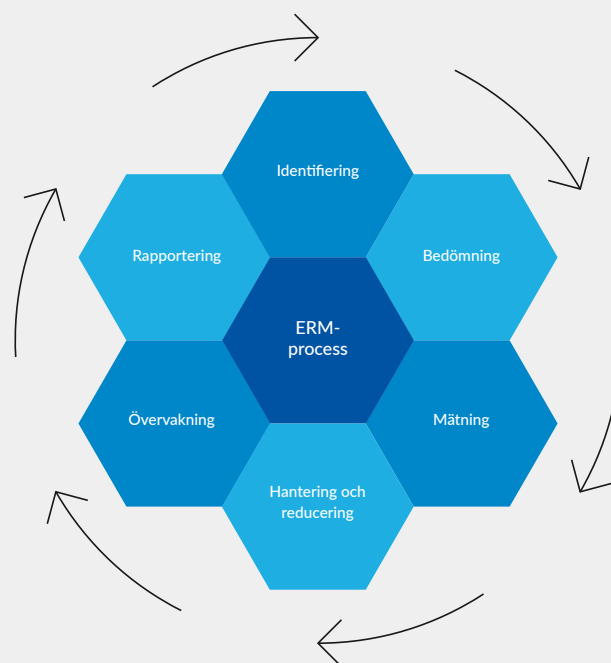 Identifiering
Bedömning
Mätning
Hantering och
reducering
Övervakning
Rapportering
ERM-
process